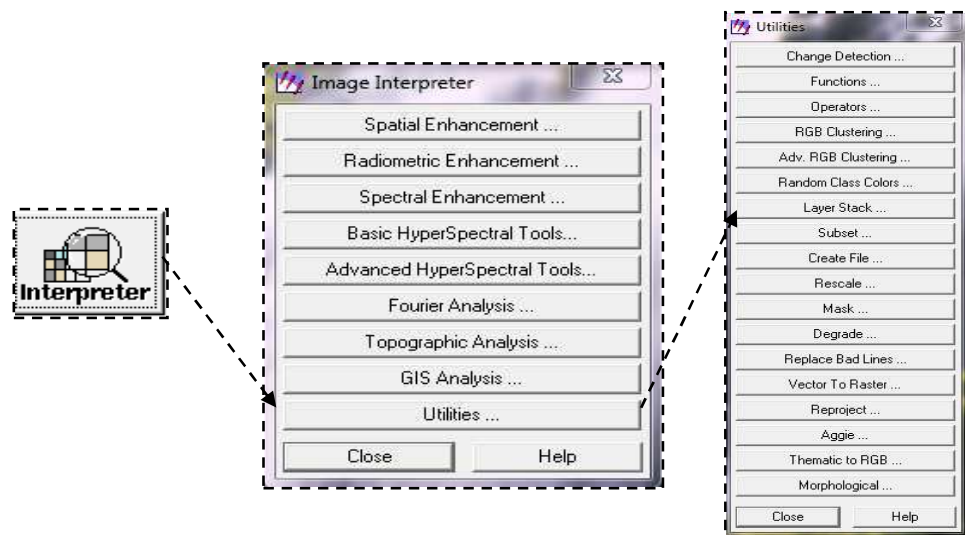 Interpreter
Image Interpreter
Spatial Enhancement ...
Radiometric Enhancement ...
Spectral Enhancement ...
Basic HyperSpectral Tools...
Advanced HyperSpectral Tools...
Fourier Analysis ...
Topographic Analysis ...
GIS Analysis ...
Utilities ...
Close Help
Utilities
Change Detection ...
Functions ...
Operators ...
RGB Clustering ...
Adv. RGB Clustering ...
Random Class Colors ...
Layer Stack ...
Subset ...
Create File ...
Rescale ...
Mask ...
Degrade ...
Replace Bad Lines ...
Vector To Raster ...
Reproject ...
Aggie ...
Thematic to RGB ...
Morphological ...
Close Help